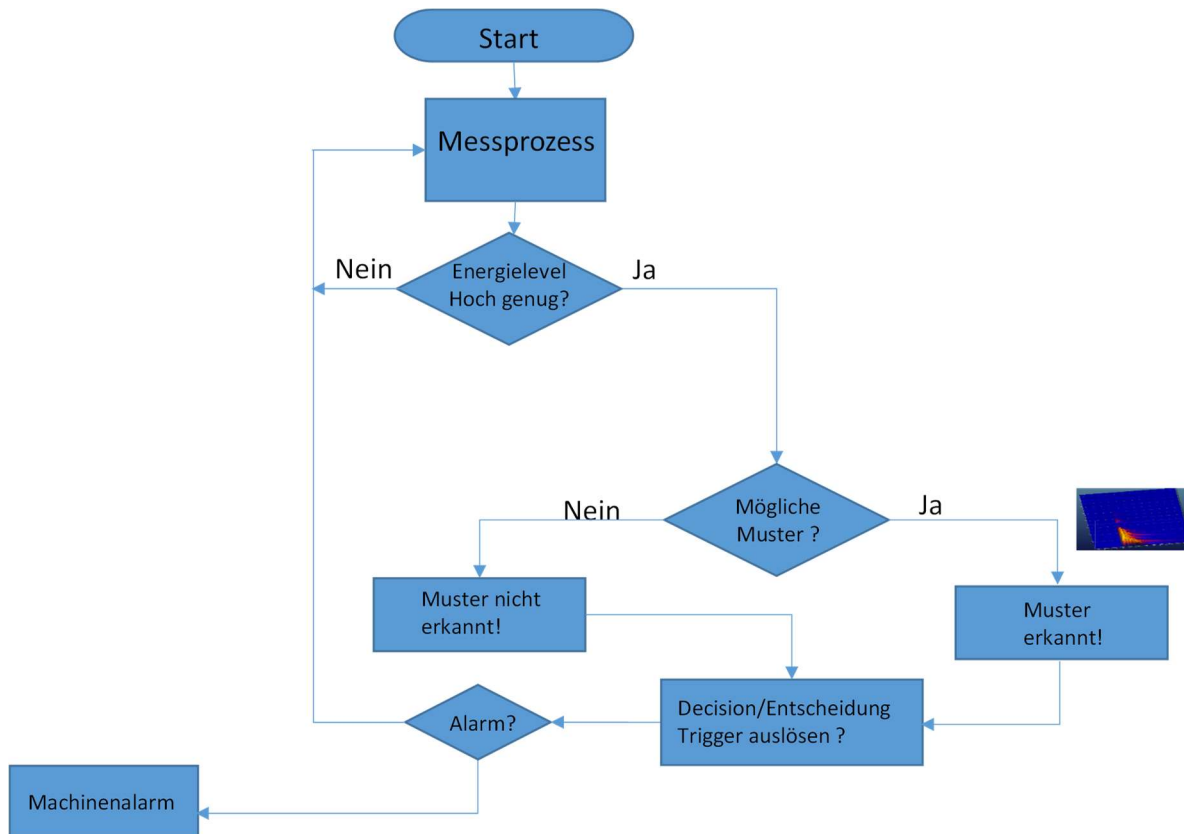 Start
Messprozess
Nein
Energielevel
Hoch genug?
Ja
Nein
Mögliche
Muster ?
Ja
Muster nicht
erkannt!
Muster
erkannt!
Alarm?
Decision/Entscheidung
Trigger auslösen ?
Machinenalarm